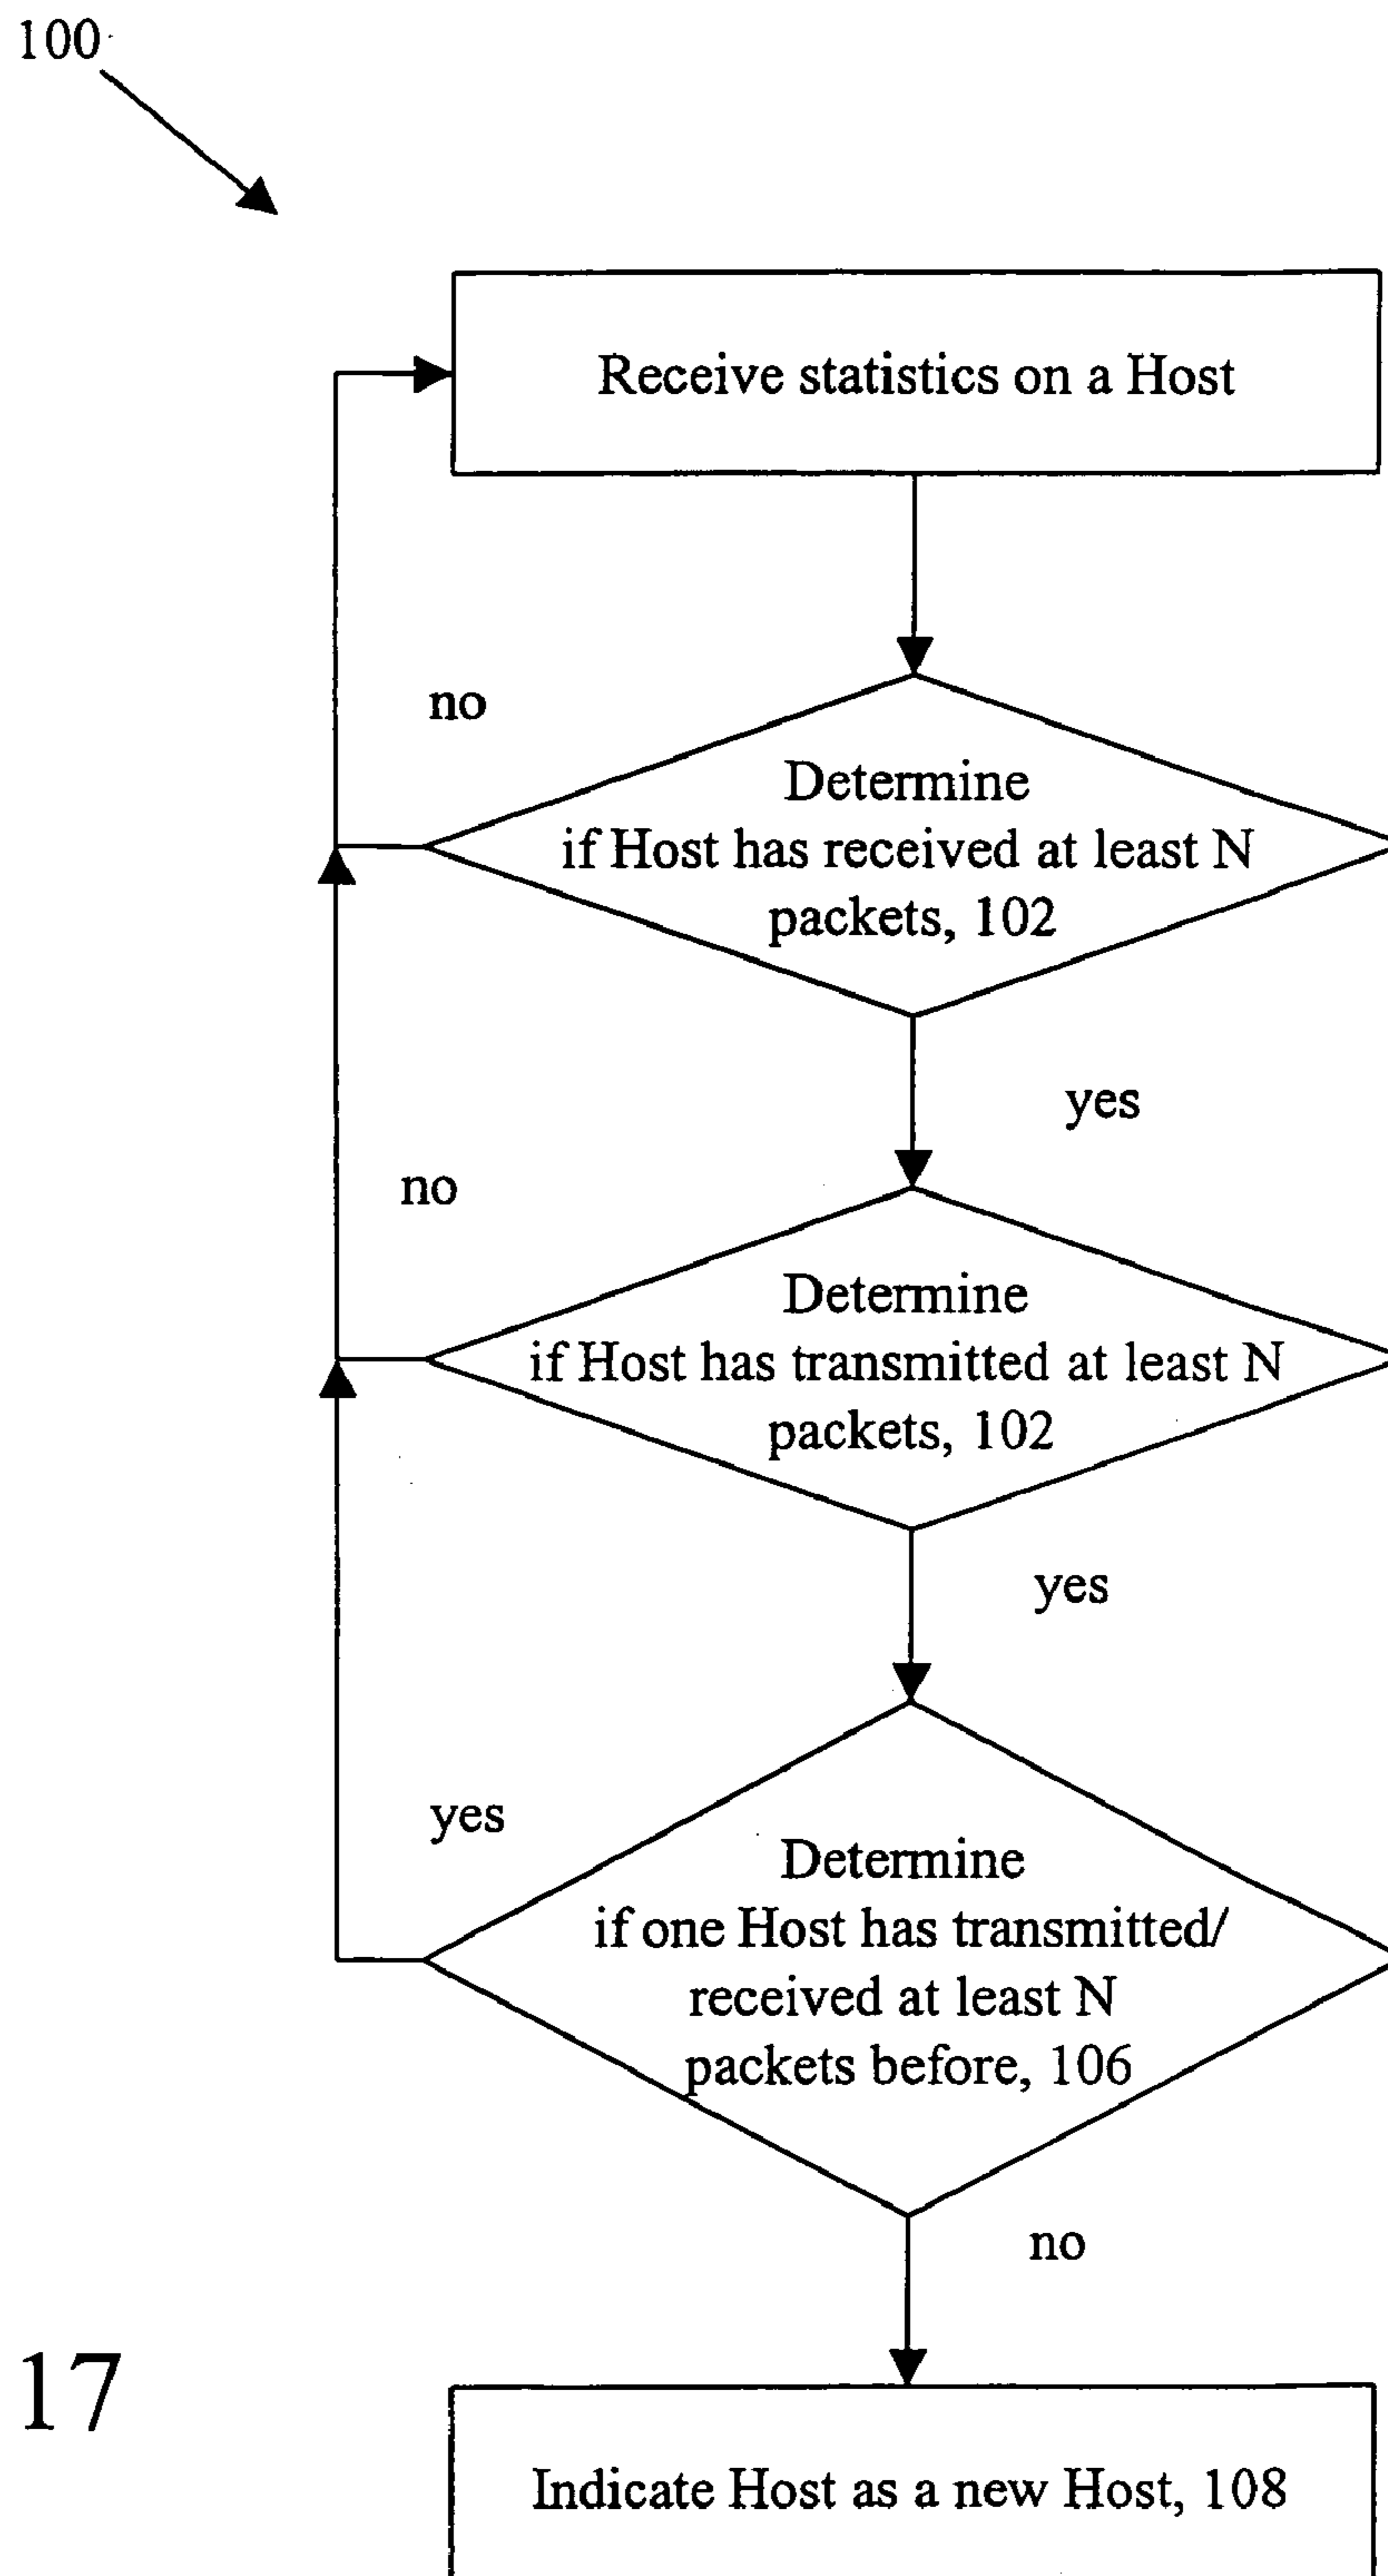 100
Receive statistics on a Host
no
Determine
if Host has received at least N
packets, 102
yes
no
Determine
if Host has transmitted at least N
packets, 102
yes
yes
Determine
if one Host has transmitted/
received at least N
packets before, 106
no
17
Indicate Host as a new Host, 108